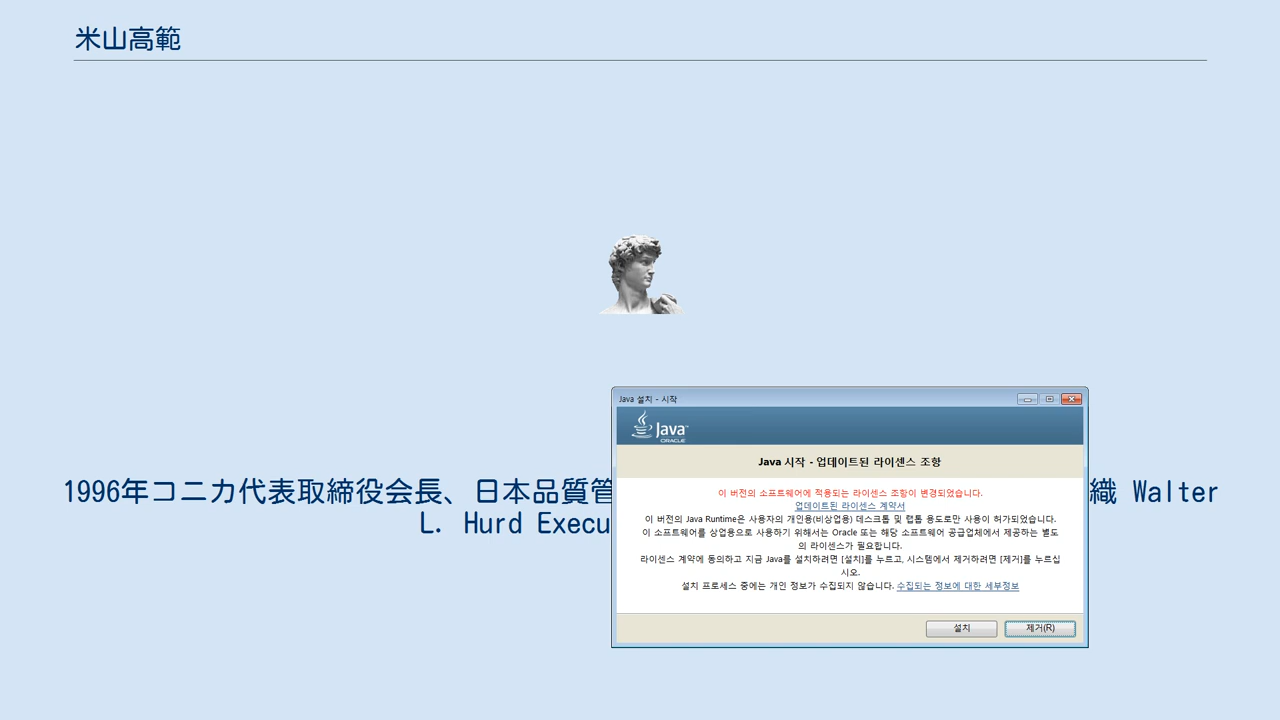 米山高範
1996年コニカ代表取締役会長、日本品質管
織 Walter
L. Hurd Execu
Java 설치 - 시작
Java
ORACLE
Java 시작 - 업데이트된 라이센스 조항
이 버전의 소프트웨어에 적용되는 라이센스 조항이 변경되었습니다.
업데이트된 라이센스 계약서
이 버전의 Java Runtime은 사용자의 개인용(비상업용) 데스크톱 및 랩톱 용도로만 사용이 허가되었습니다.
이 소프트웨어를 상업용으로 사용하기 위해서는 Oracle 또는 해당 소프트웨어 공급업체에서 제공하는 별도
의 라이센스가 필요합니다.
라이센스 계약에 동의하고 지금 Java를 설치하려면 [설치]를 누르고, 시스템에서 제거하려면 [제거]를 누르십
시오.
설치 프로세스 중에는 개인 정보가 수집되지 않습니다. 수집되는 정보에 대한 세부정보
설치
제거(R)